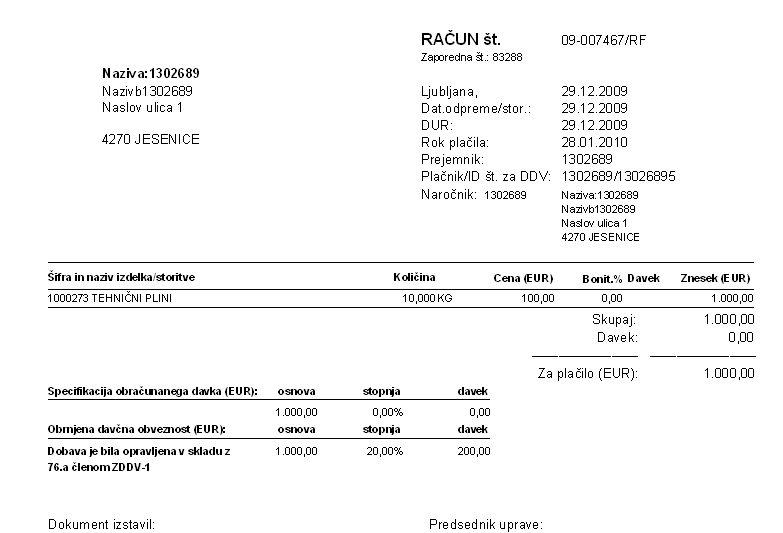 RAČUN št. 09-007467/RF
Zaporedna št.: 83288
Naziva:1302689
Nazivb1302689
Naslov ulica 1
4270 JESENICE
Ljubljana, 29.12.2009
Dat.odpreme/stor.: 29.12.2009
DUR: 29.12.2009
Rok plačila: 28.01.2010
Prejemnik: 1302689
Plačnik/ID št. za DDV: 1302689/13026895
Naročnik: 1302689 Naziva:1302689
Nazivb1302689
Naslov ulica 1
4270 JESENICE
Šifra in naziv izdelka/storitve Količina Cena (EUR) Bonit.% Davek Znesek (EUR)
1000273 TEHNIČNI PLINI 10,000 KG 100,00 0,00 1.000,00
Skupaj: 1.000,00
Davek: 0,00
Za plačilo (EUR): 1.000,00
Specifikacija obračunanega davka (EUR): osnova stopnja davek
1.000,00 0,00% 0,00
Obrnjena davčna obveznost (EUR): osnova stopnja davek
Dobava je bila opravljena v skladu z 1.000,00 20,00% 200,00
76.a členom ZDDV-1
Dokument izstavil: Predsednik uprave: